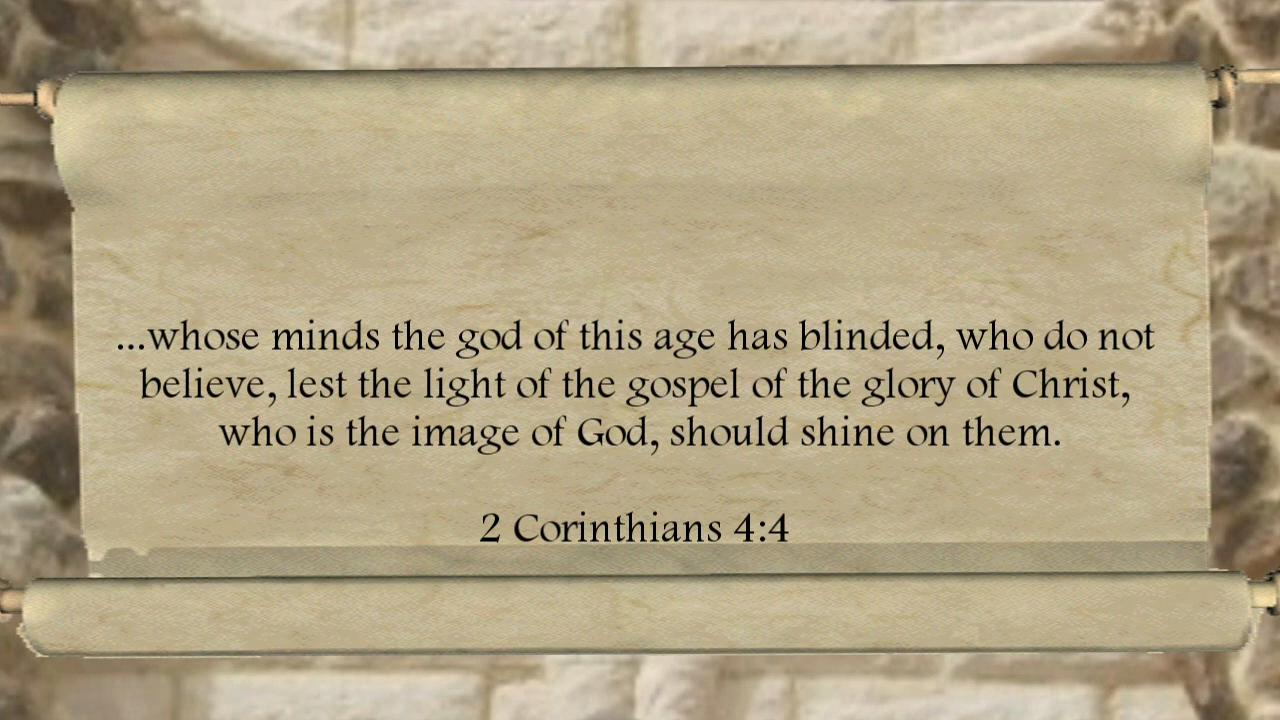 ...whose minds the god of this age has blinded, who do not
believe, lest the light of the gospel of the glory of Christ,
who is the image of God, should shine on them.
2 Corinthians 4:4